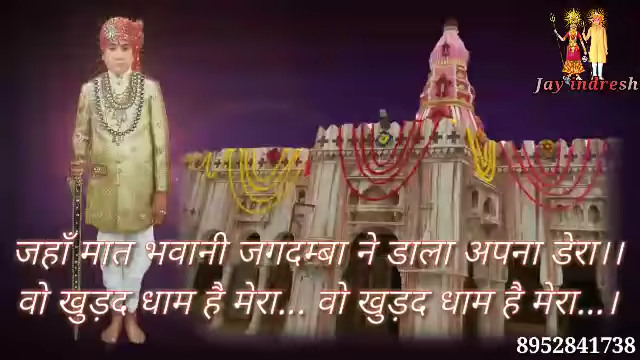 Jay indresh
जहाँ मात भवानी जगदम्बा ने डाला अपना डेरा।।
वो खुड़द धाम है मेरा... वो खुड़द धाम है मेरा...।
8952841738